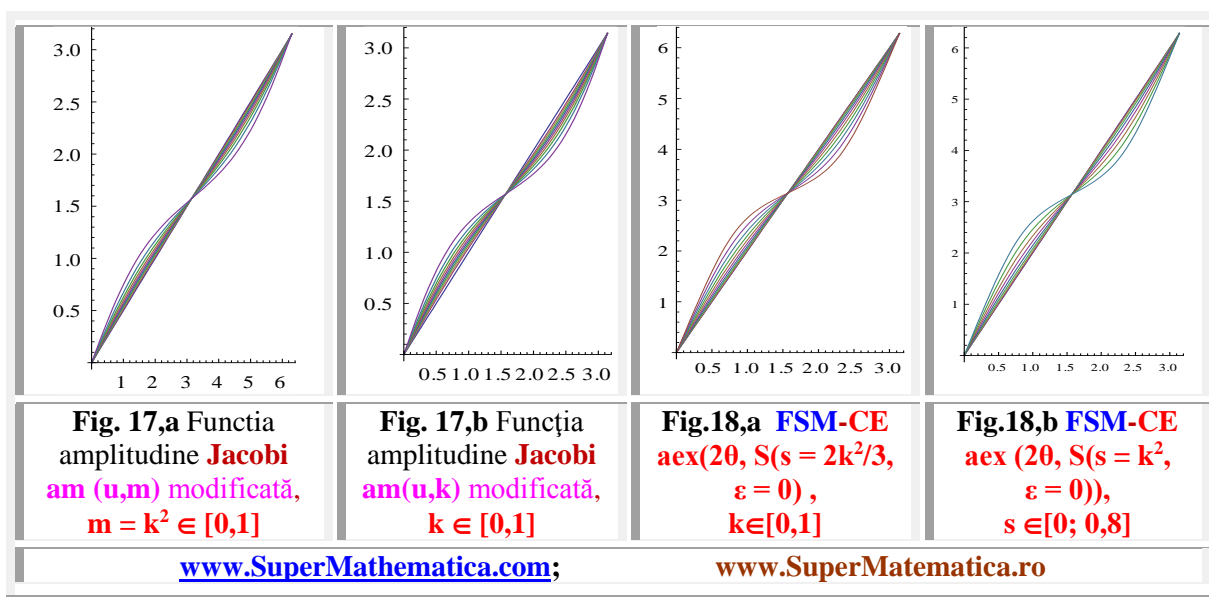 3.0
2.5
2.0
1.5
1.0
0.5
1 2 3 4 5 6
3.0
2.5
2.0
1.5
1.0
0.5
0.5 1.0 1.5 2.0 2.5 3.0
6
5
4
3
2
1
0.5 1.0 1.5 2.0 2.5 3.0
6
5
4
3
2
1
0.5 1.0 1.5 2.0 2.5 3.0
Fig. 17,a Functia
amplitudine Jacobi
am (u,m) modificată,
m = k² ∈ [0,1]
Fig. 17,b Funcţia
amplitudine Jacobi
am(u,k) modificată,
k ∈ [0,1]
Fig.18,a FSM-CE
aex(2θ, S(s = 2k²/3,
ε = 0) ,
k∈[0,1]
Fig.18,b FSM-CE
aex (2θ, S(s = k²,
ε = 0)),
s ∈[0; 0,8]
www.SuperMathematica.com; www.SuperMatematica.ro